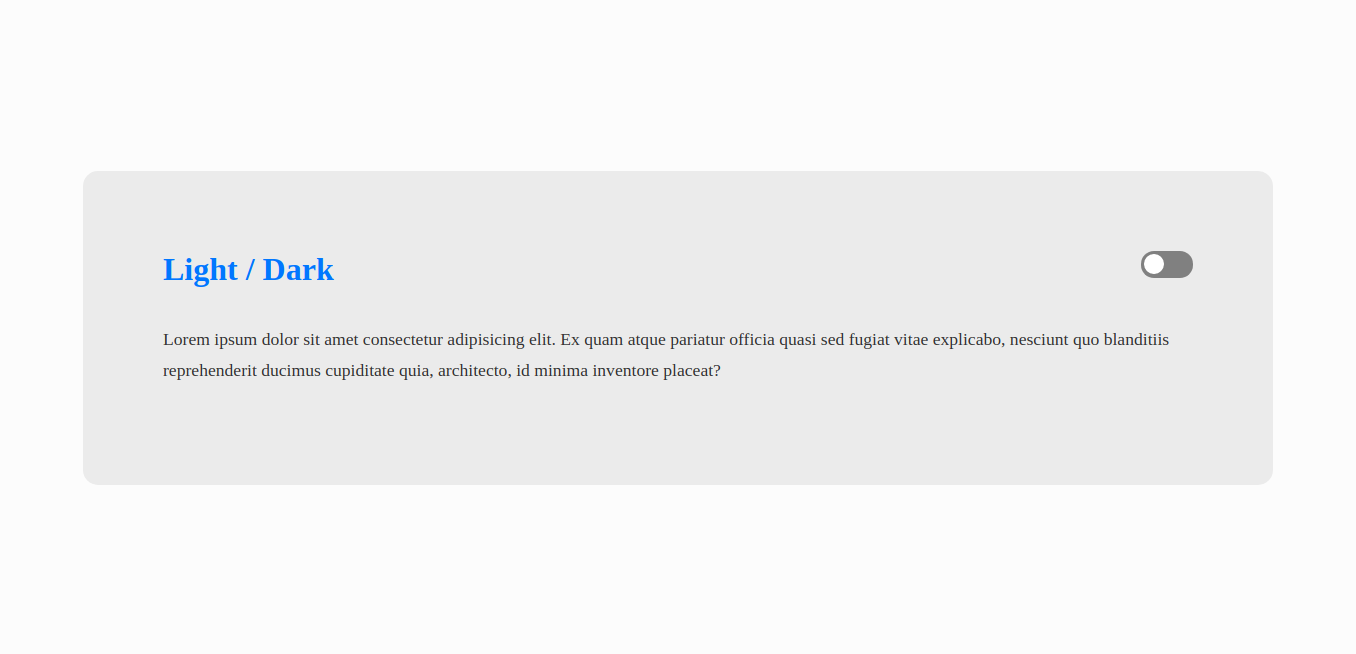 Light / Dark
Lorem ipsum dolor sit amet consectetur adipisicing elit. Ex quam atque pariatur officia quasi sed fugiat vitae explicabo, nesciunt quo blanditiis
reprehenderit ducimus cupiditate quia, architecto, id minima inventore placeat?